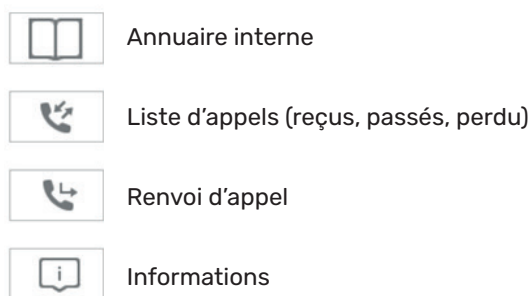 Annuaire interne
Liste d’appels (reçus, passés, perdu)
Renvoi d’appel
Informations